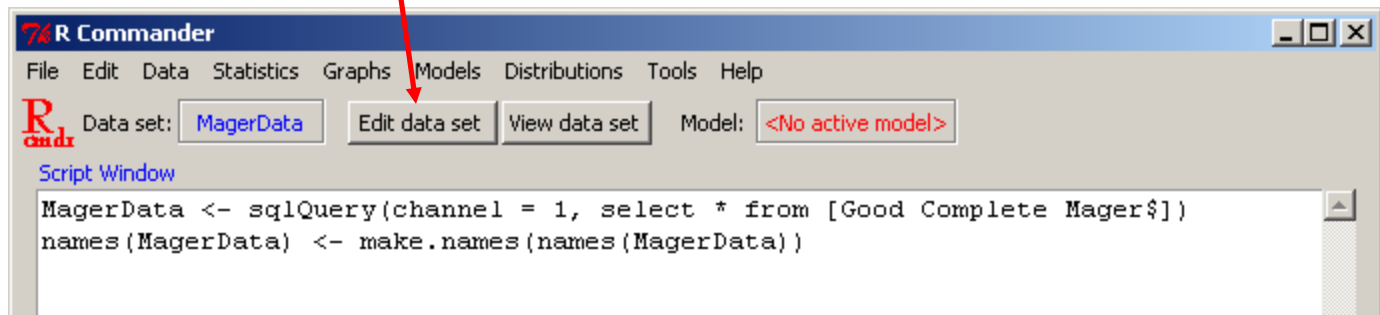 R Commander
File Edit Data Statistics Graphs Models Distributions Tools Help
R cmdr Data set: MagerData Edit data set View data set Model: <No active model>
Script Window
MagerData <- sqlQuery(channel = 1, select * from [Good Complete Mager$])
names(MagerData) <- make.names(names(MagerData))